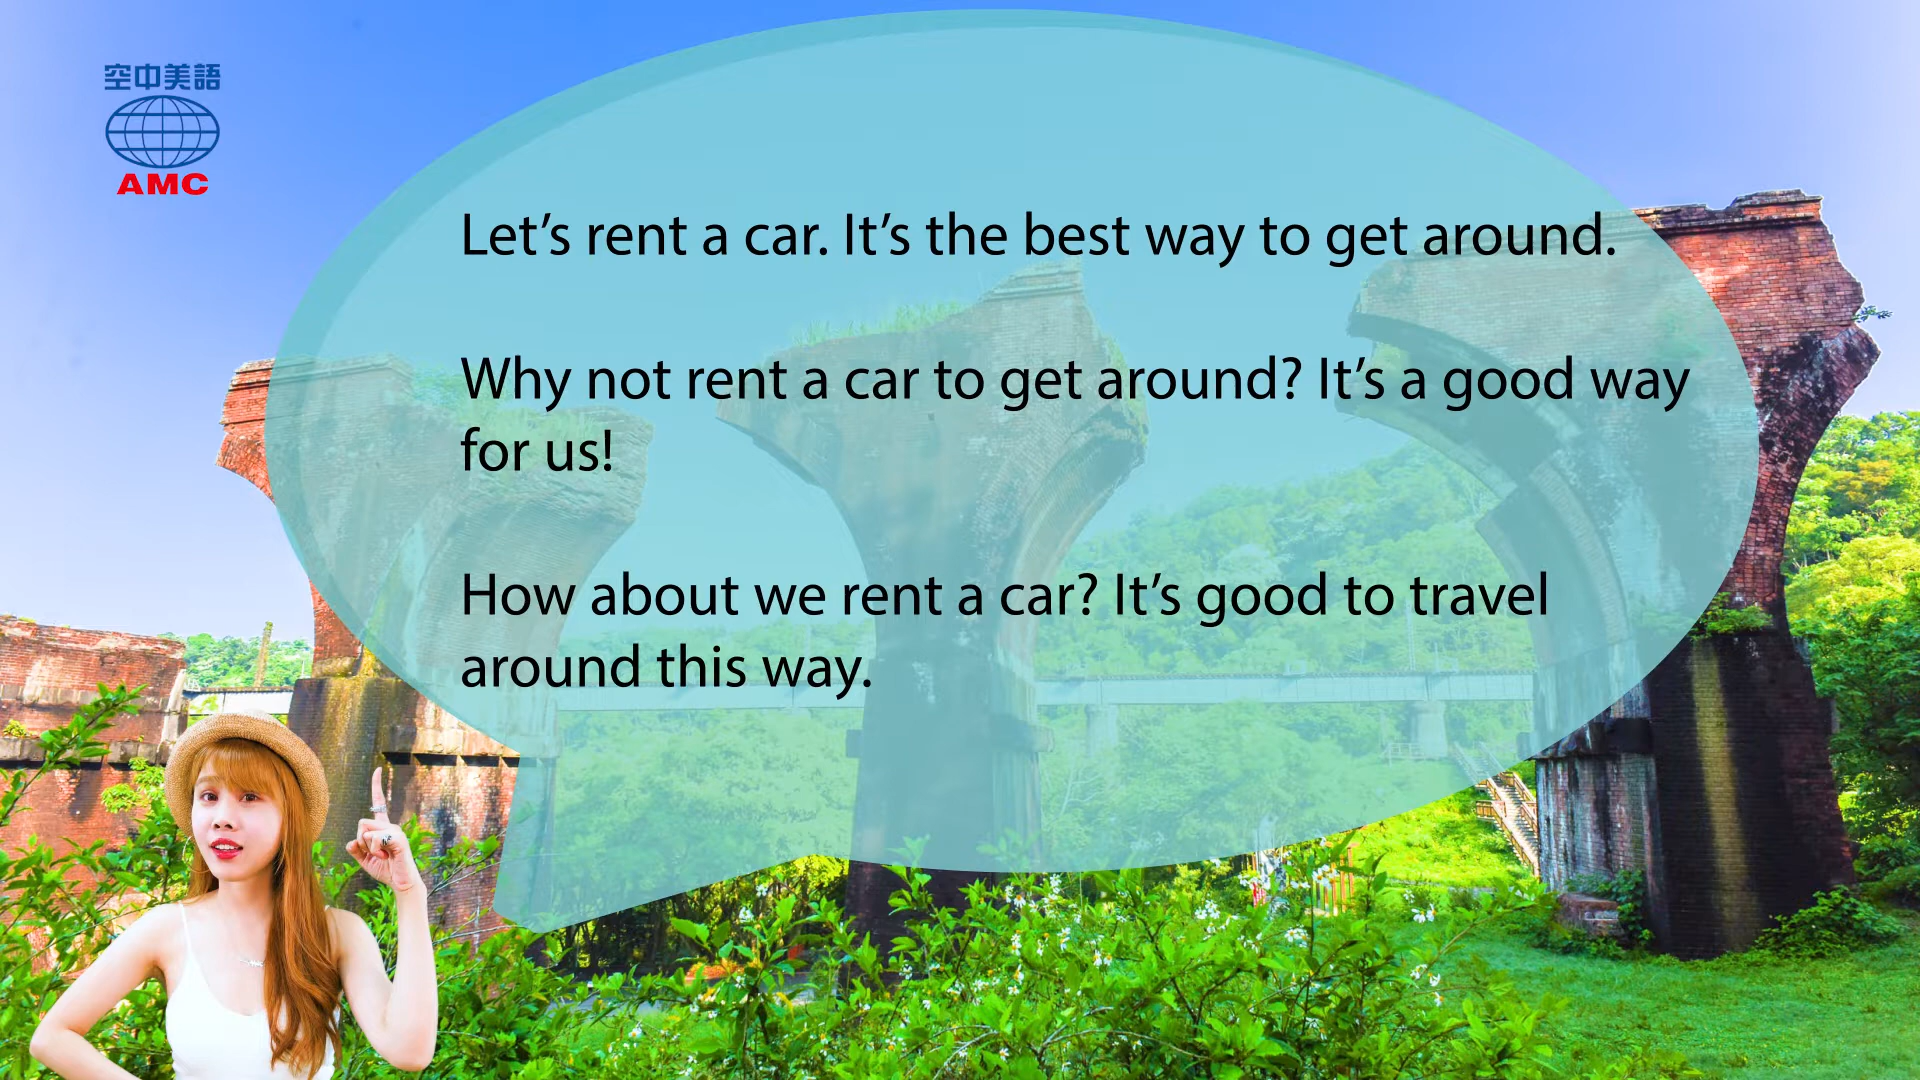 空中美語
AMC
Let’s rent a car. It’s the best way to get around.
Why not rent a car to get around? It’s a good way
for us!
How about we rent a car? It’s good to travel
around this way.